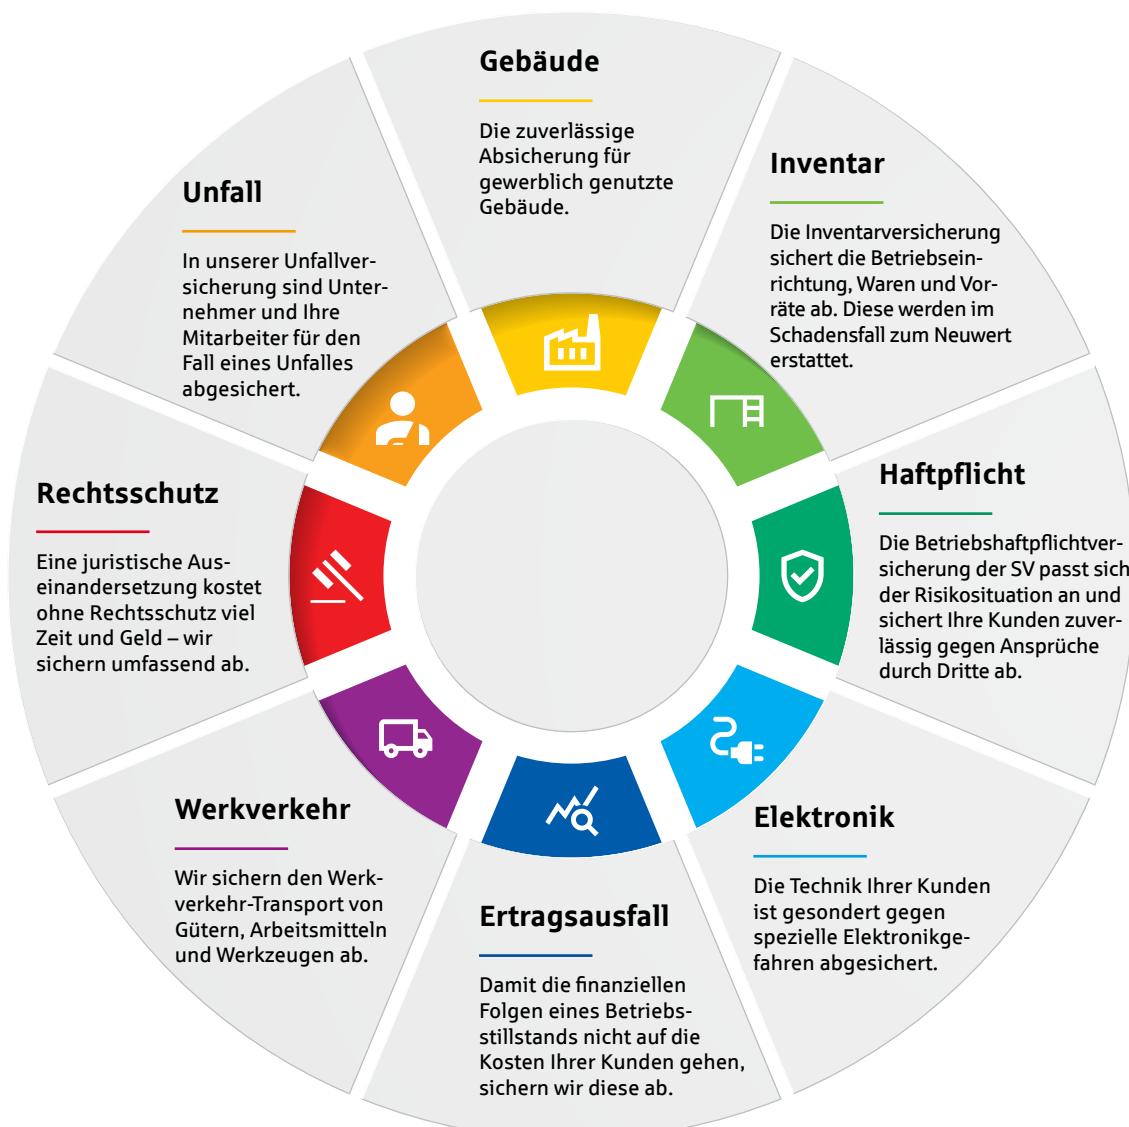 Gebäude
Die zuverlässige
Absicherung für
gewerblich genutzte
Gebäude.
Inventar
Die Inventarversicherung
sichert die Betriebsein-
richtung, Waren und Vor-
räte ab. Diese werden im
Schadensfall zum Neuwert
erstattet.
Haftpflicht
Die Betriebshaftpflichtver-
sicherung der SV passt sich
der Risikosituation an und
sichert Ihre Kunden zuver-
lässig gegen Ansprüche
durch Dritte ab.
Elektronik
Die Technik Ihrer Kunden
ist gesondert gegen
spezielle Elektronikge-
fahren abgesichert.
Ertragsausfall
Damit die finanziellen
Folgen eines Betriebs-
stillstands nicht auf die
Kosten Ihrer Kunden gehen,
sichern wir diese ab.
Werkverkehr
Wir sichern den Werk-
verkehr-Transport von
Gütern, Arbeitsmitteln
und Werkzeugen ab.
Rechtsschutz
Eine juristische Aus-
einandersetzung kostet
ohne Rechtsschutz viel
Zeit und Geld – wir
sichern umfassend ab.
Unfall
In unserer Unfallver-
sicherung sind Unter-
nehmer und Ihre
Mitarbeiter für den
Fall eines Unfalles
abgesichert.